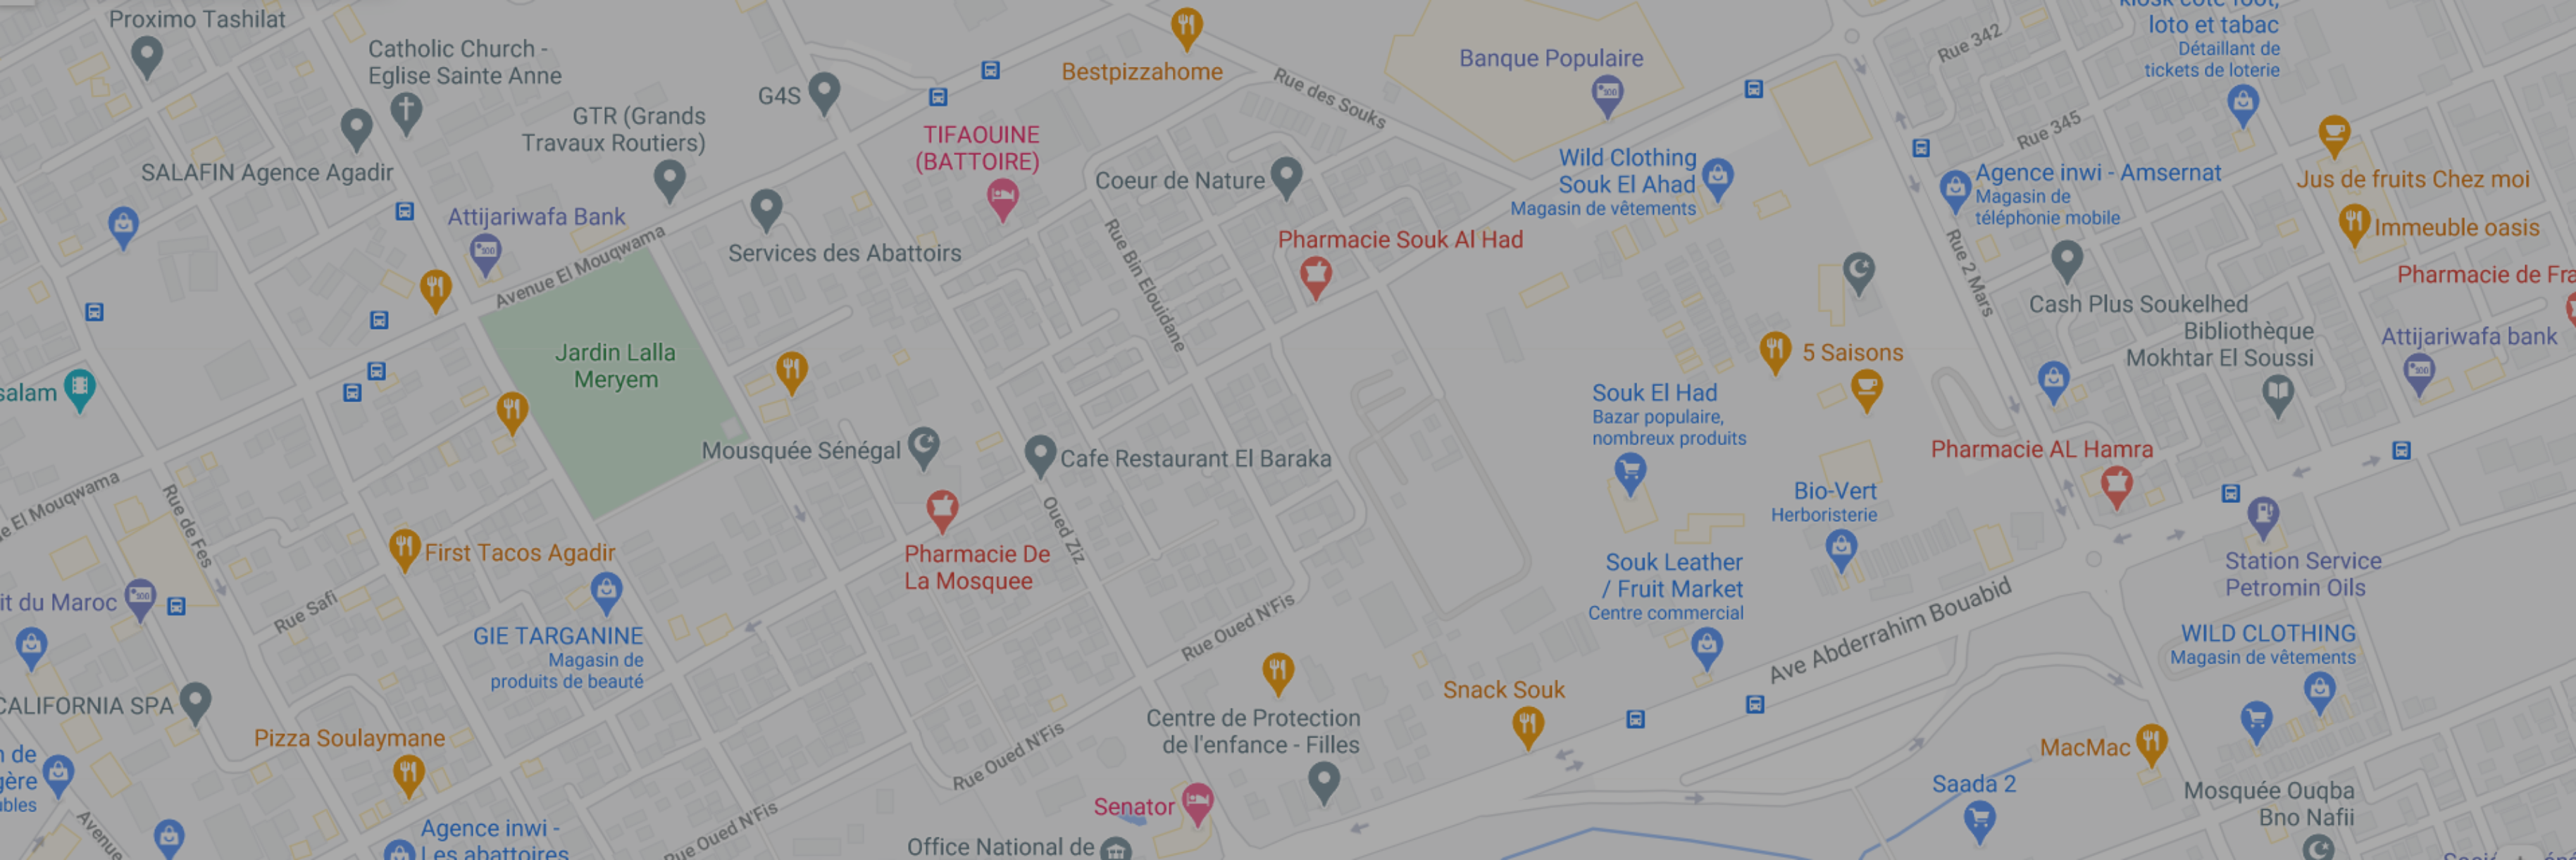 Proximo Tashilat
Catholic Church -
Eglise Sainte Anne
SALAFIN Agence Agadir
GTR (Grands
Travaux Routiers)
G4S
Bestpizzahome
TIFAOUINE
(BATTOIRE)
Rue des Souks
Banque Populaire
Rue 342
loto et tabac
Détaillant de
tickets de loterie
Rue 345
Attijariwafa Bank
Avenue El Mouqwama
Services des Abattoirs
Coeur de Nature
Wild Clothing
Souk El Ahad
Magasin de vêtements
Agence inwi - Amsernat
Magasin de
téléphonie mobile
Jus de fruits Chez moi
Immeuble oasis
Pharmacie Souk Al Had
Rue Bin Elouidane
Rue 2 Mars
Pharmacie de Fra
Cash Plus Soukelhed
Bibliothèque
Mokhtar El Soussi
Attijariwafa bank
Jardin Lalla
Meryem
salam
5 Saisons
Souk El Had
Bazar populaire,
nombreux produits
Mousquée Sénégal
Cafe Restaurant El Baraka
Pharmacie AL Hamra
e El Mouqwama
Rue de Fes
Bio-Vert
Herboristerie
Oued Ziz
First Tacos Agadir
Pharmacie De
La Mosquee
Souk Leather
/ Fruit Market
Centre commercial
Station Service
Petromin Oils
it du Maroc
Rue Safi
GIE TARGANINE
Magasin de
produits de beauté
Rue Oued N'Fis
Ave Abderrahim Bouabid
WILD CLOTHING
Magasin de vêtements
CALIFORNIA SPA
Snack Souk
Centre de Protection
de l'enfance - Filles
Pizza Soulaymane
Rue Oued N'Fis
MacMac
n de
gère
ubles
Senator
Saada 2
Mosquée Ouqba
Bno Nafii
Avenue
Agence inwi -
Les abattoires
Rue Oued N'Fis
Office National de